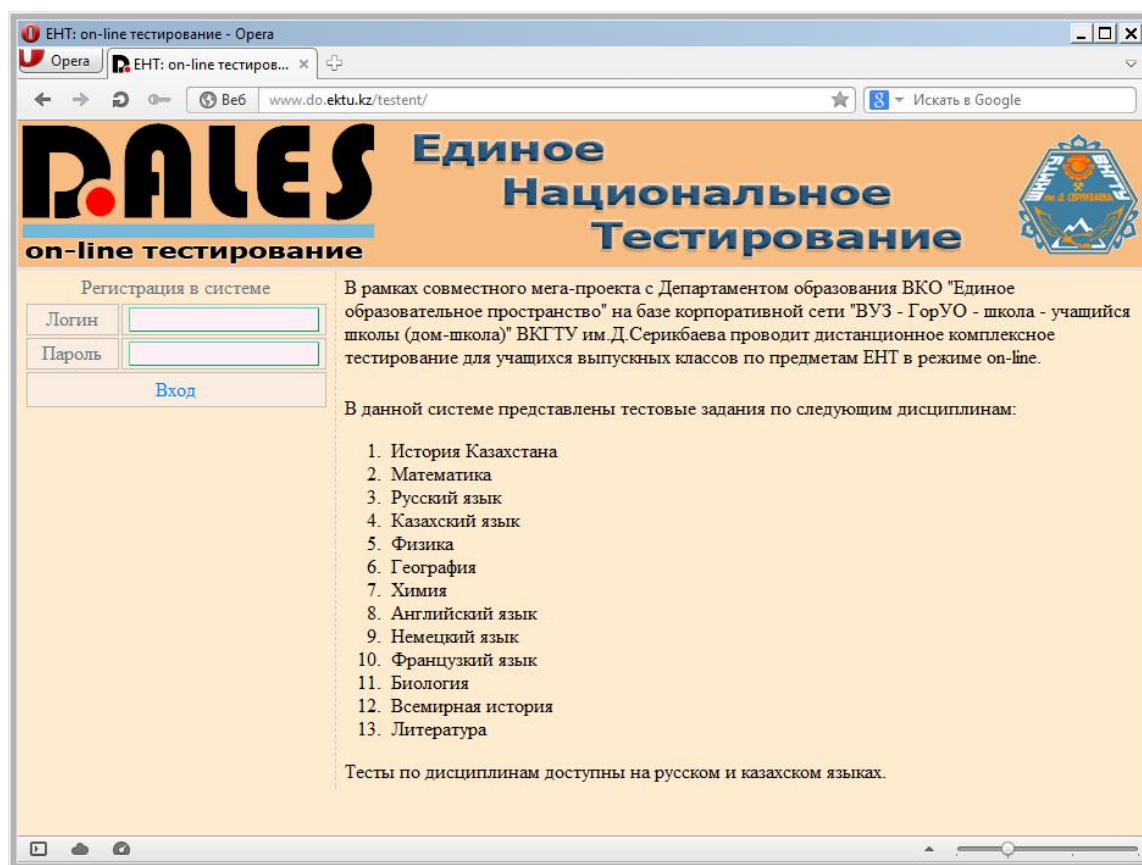 ЕНТ: on-line тестирование - Opera
Opera
ЕНТ: on-line тестиров...
Веб
www.do.ektu.kz/testent/
Искать в Google
D.ALES
on-line тестирование
Единое
Национальное
Тестирование
ВКГТУ
им. Д. СЕРИКБАЕВА
Регистрация в системе
Логин
Пароль
Вход
В рамках совместного мега-проекта с Департаментом образования ВКО "Единое
образовательное пространство" на базе корпоративной сети "ВУЗ - ГорУО - школа - учащийся
школы (дом-школа)" ВКГТУ им.Д.Серикбаева проводит дистанционное комплексное
тестирование для учащихся выпускных классов по предметам ЕНТ в режиме on-line.
В данной системе представлены тестовые задания по следующим дисциплинам:
1. История Казахстана
2. Математика
3. Русский язык
4. Казахский язык
5. Физика
6. География
7. Химия
8. Английский язык
9. Немецкий язык
10. Французкий язык
11. Биология
12. Всемирная история
13. Литература
Тесты по дисциплинам доступны на русском и казахском языках.